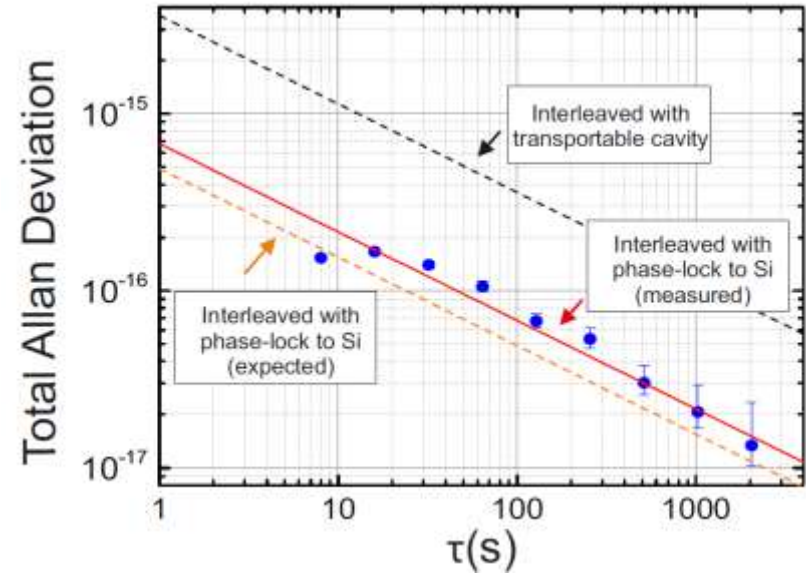 Total Allan Deviation
10⁻¹⁵
10⁻¹⁶
10⁻¹⁷
Interleaved with
transportable cavity
Interleaved with
phase-lock to Si
(measured)
Interleaved with
phase-lock to Si
(expected)
1
10
100
1000
τ(s)